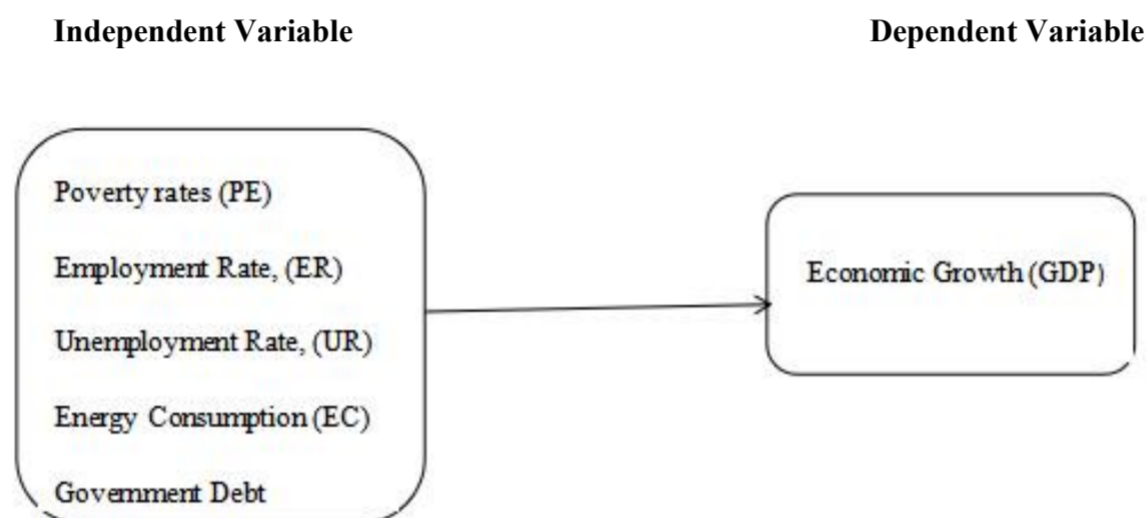 Independent Variable
Dependent Variable
Poverty rates (PE)
Employment Rate, (ER)
Unemployment Rate, (UR)
Energy Consumption (EC)
Government Debt
Economic Growth (GDP)